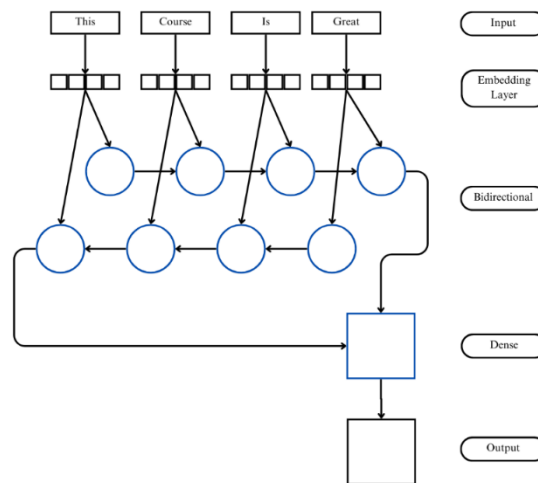 This Course Is Great Input
Embedding
Layer
Bidirectional
Dense
Output